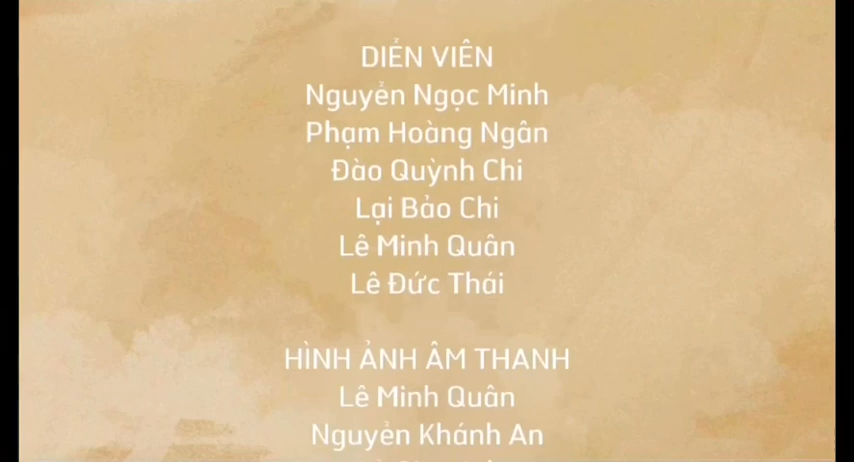 DIỄN VIÊN
Nguyễn Ngọc Minh
Phạm Hoàng Ngân
Đào Quỳnh Chi
Lại Bảo Chi
Lê Minh Quân
Lê Đức Thái
HÌNH ẢNH ÂM THANH
Lê Minh Quân
Nguyễn Khánh An